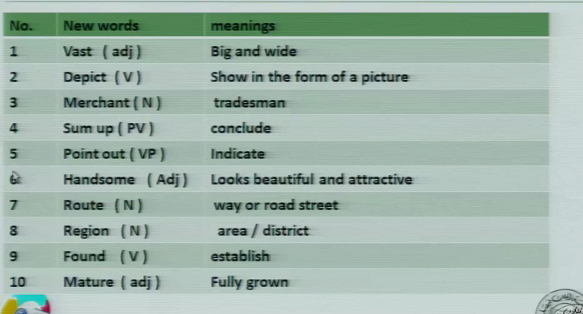 No. New words meanings
1 Vast ( adj ) Big and wide
2 Depict ( V ) Show in the form of a picture
3 Merchant ( N ) tradesman
4 Sum up ( PV ) conclude
5 Point out ( VP ) Indicate
6 Handsome ( Adj ) Looks beautiful and attractive
7 Route ( N ) way or road street
8 Region ( N ) area / district
9 Found ( V ) establish
10 Mature ( adj ) Fully grown